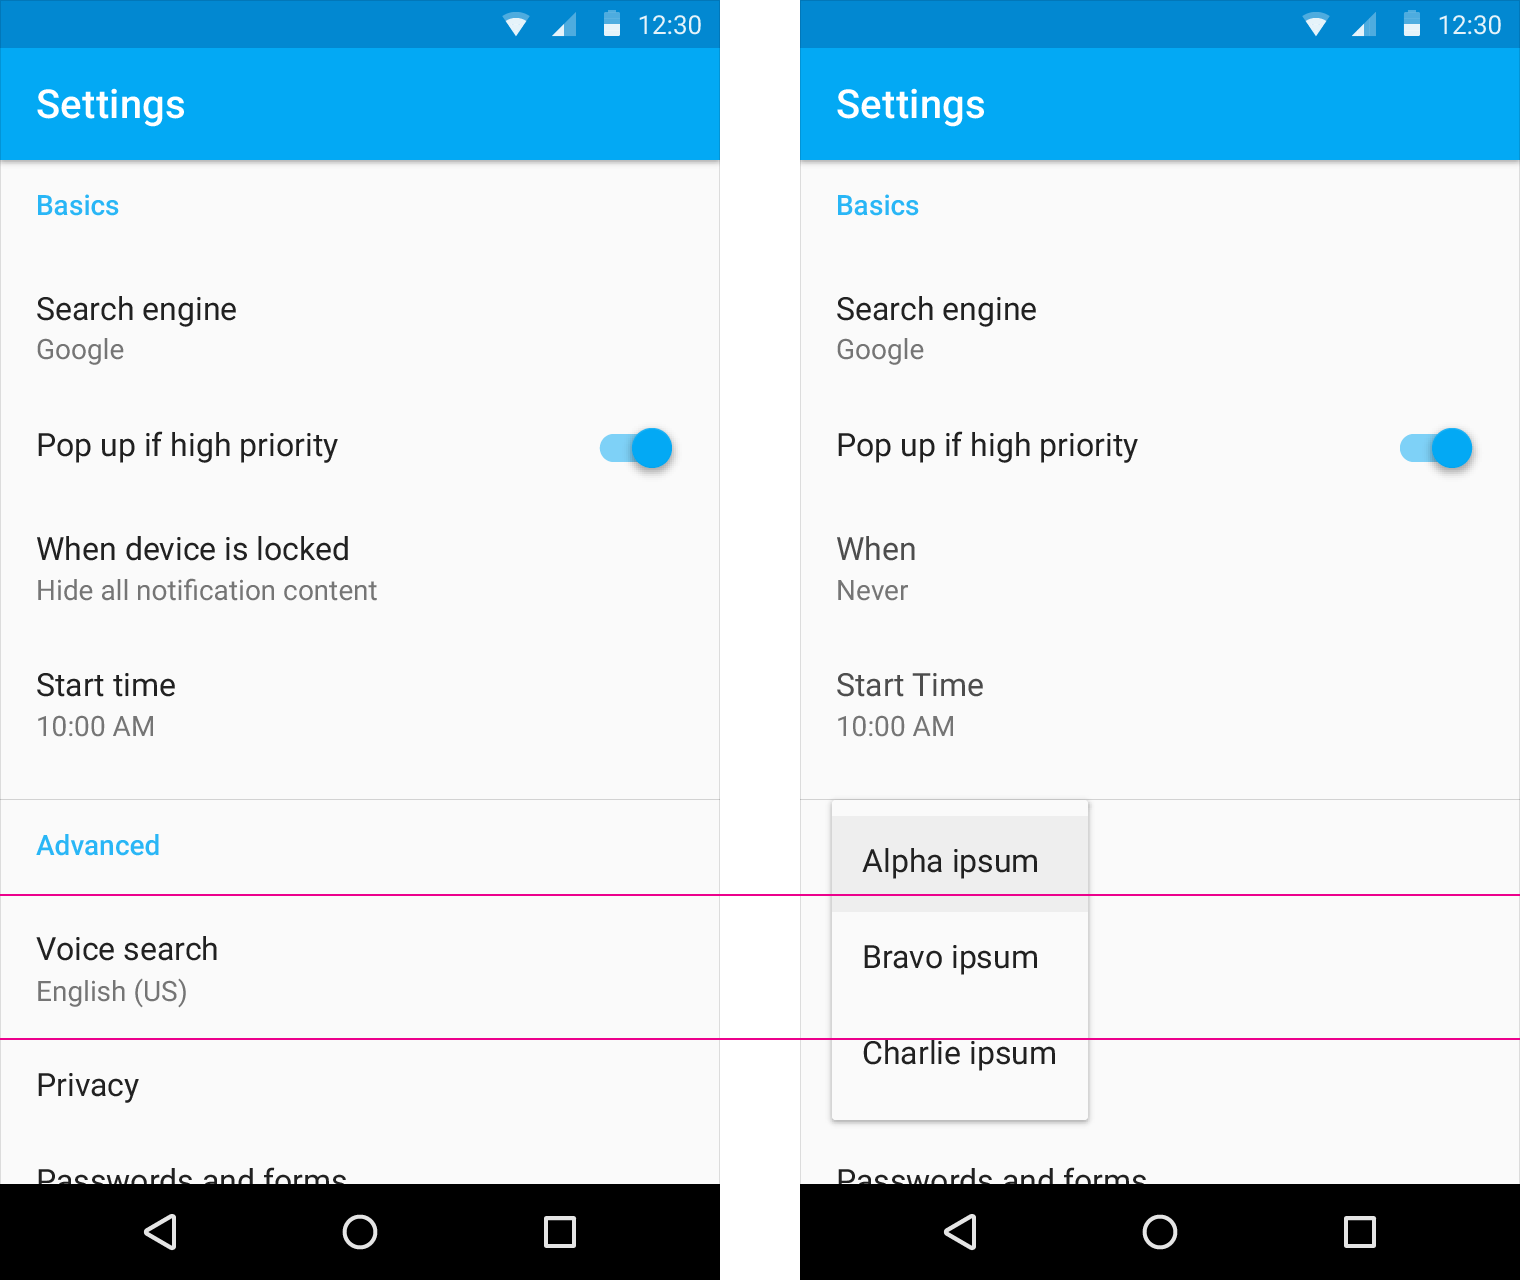 12:30
Settings
Basics
Search engine
Google
Pop up if high priority
When device is locked
Hide all notification content
Start time
10:00 AM
Advanced
Voice search
English (US)
Privacy
Passwords and forms
12:30
Settings
Basics
Search engine
Google
Pop up if high priority
When
Never
Start Time
10:00 AM
Alpha ipsum
Bravo ipsum
Charlie ipsum
Passwords and forms